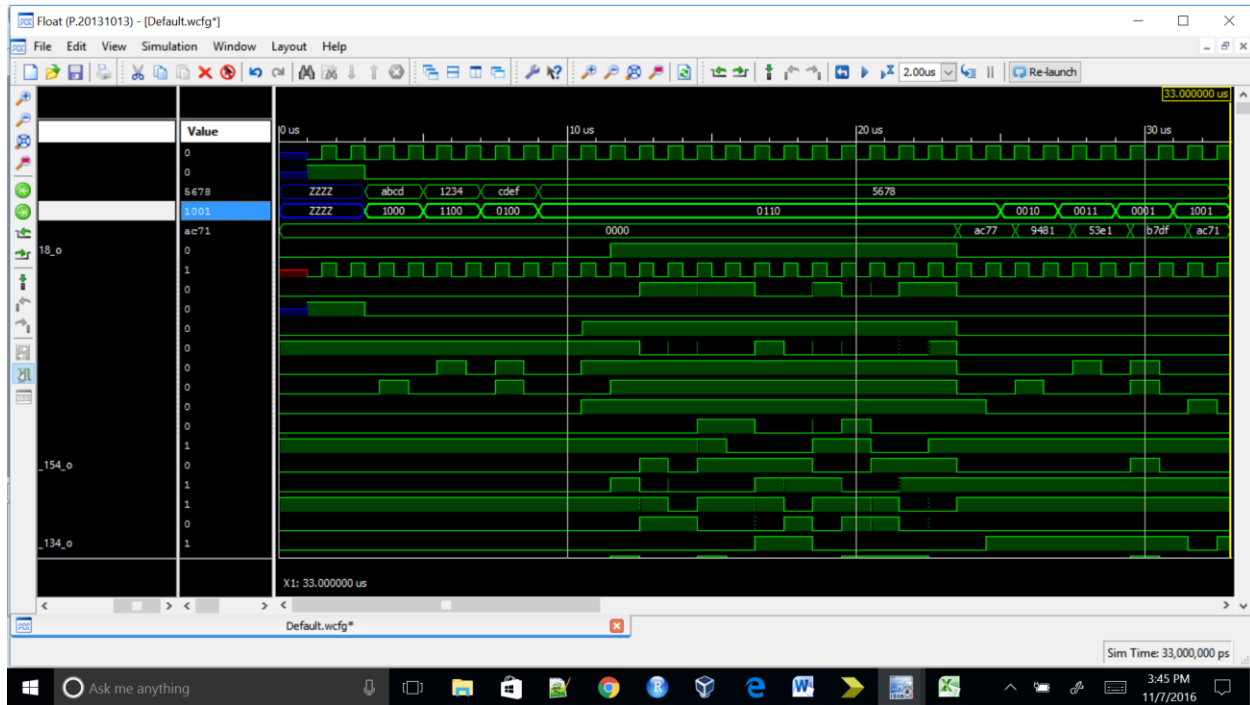 Float (P.20131013) - [Default.wcfg*]
File Edit View Simulation Window Layout Help
2.00us Re-launch
33.000000 us
Value 0 us 10 us 20 us 30 us
0
0
5678 ZZZZ abcd 1234 cdef 5678
1001 ZZZZ 1000 1100 0100 0110 0010 0011 0001 1001
ac71 0000 ac77 9481 53e1 b7df ac71
18_o 0
1
0
0
0
0
0
0
0
0
1
_154_o 0
1
1
0
_134_o 1
X1: 33.000000 us
Default.wcfg*
Sim Time: 33,000,000 ps
Ask me anything
3:45 PM
11/7/2016